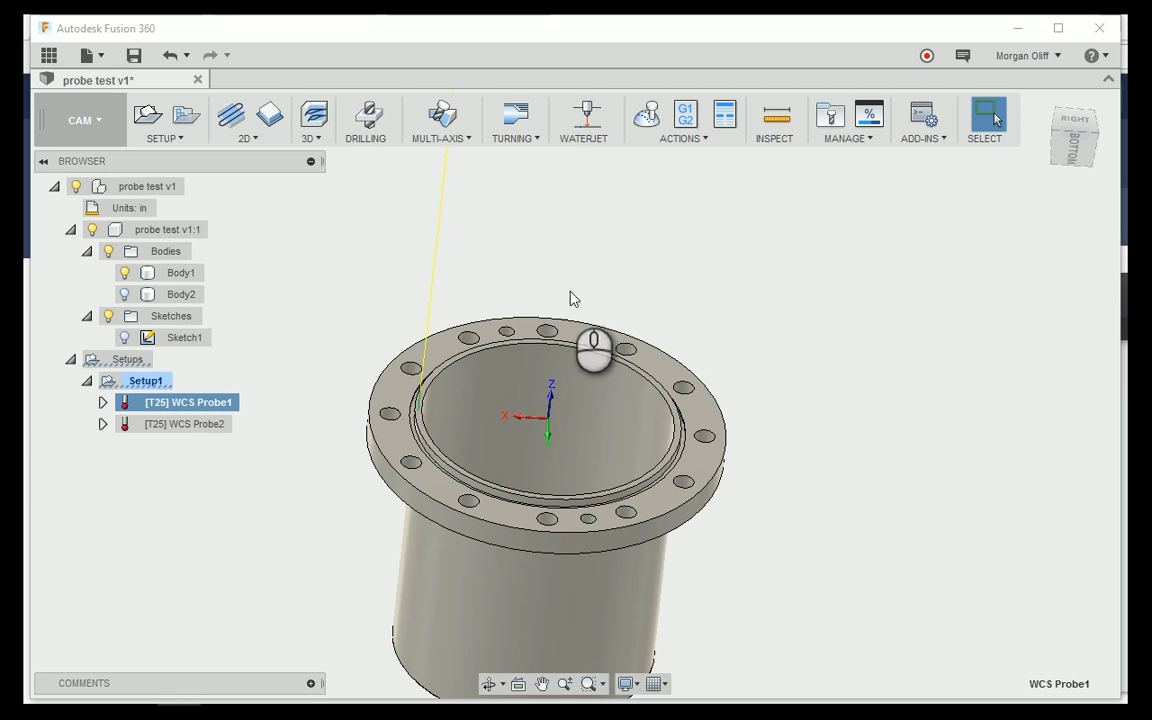 Autodesk Fusion 360
Morgan Oliff
probe test v1*
CAM
SETUP
2D
3D
DRILLING
MULTI-AXIS
TURNING
WATERJET
G1
G2
ACTIONS
INSPECT
%
MANAGE
ADD-INS
SELECT
RIGHT
BOTTOM
BROWSER
probe test v1
Units: in
probe test v1:1
Bodies
Body1
Body2
Sketches
Sketch1
Setups
Setup1
[T25] WCS Probe1
[T25] WCS Probe2
Z
X
0
COMMENTS
WCS Probe1